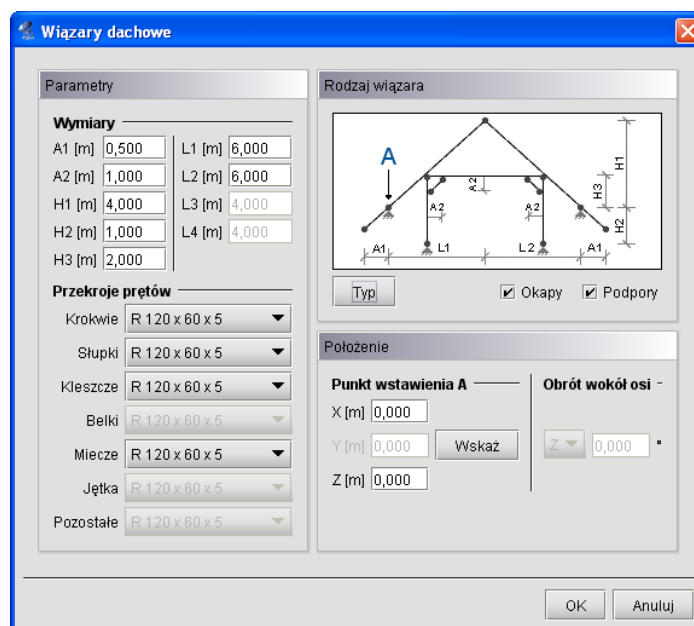 Wiązary dachowe
Parametry
Wymiary
A1 [m] 0,500 L1 [m] 6,000
A2 [m] 1,000 L2 [m] 6,000
H1 [m] 4,000 L3 [m] 4,000
H2 [m] 1,000 L4 [m] 4,000
H3 [m] 2,000
Przekroje prętów
Krokwie R 120 x 60 x 5
Słupki R 120 x 60 x 5
Kleszcze R 120 x 60 x 5
Belki R 120 x 60 x 5
Miecze R 120 x 60 x 5
Jętka R 120 x 60 x 5
Pozostałe R 120 x 60 x 5
Rodzaj wiązara
A
H1
A2
H3
A2 A2
H2
A1 L1 L2 A1
Typ Okapy Podpory
Położenie
Punkt wstawienia A Obrót wokół osi
X [m] 0,000
Y [m] 0,000 Wskaż Z 0,000 °
Z [m] 0,000
OK Anuluj